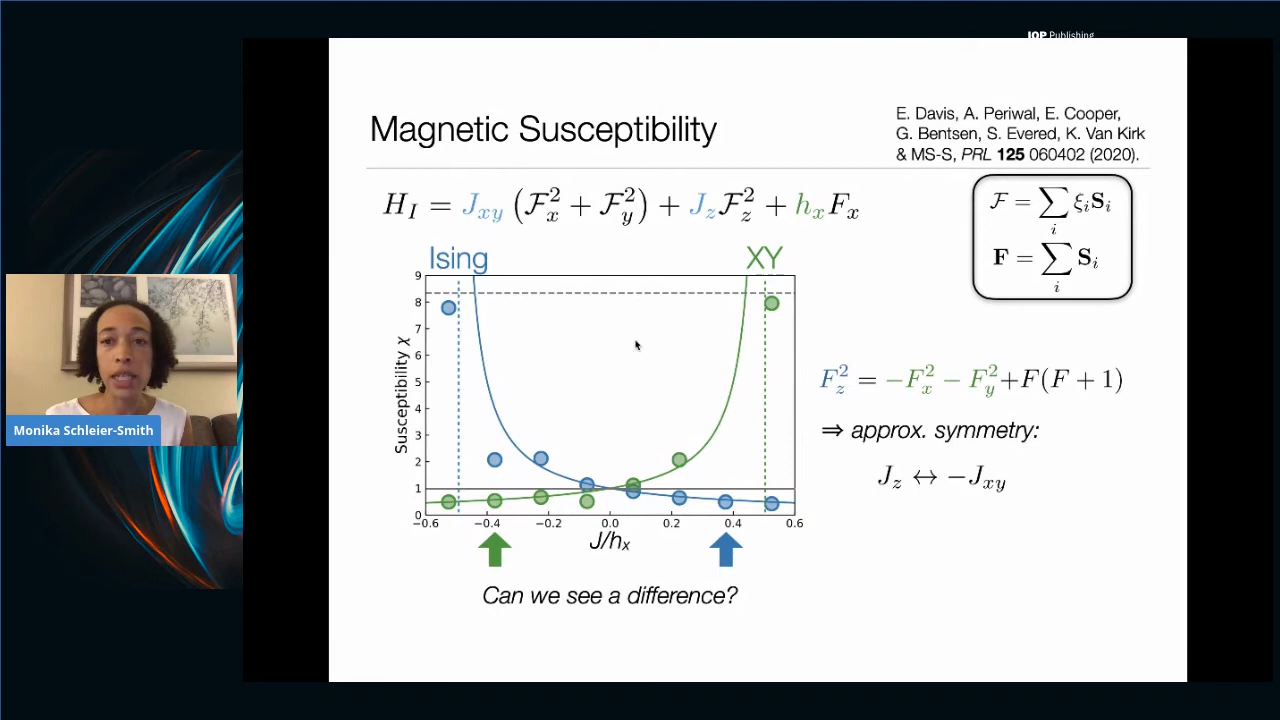 IOP Publishing
Magnetic Susceptibility
E. Davis, A. Periwal, E. Cooper,
G. Bentsen, S. Evered, K. Van Kirk
& MS-S, PRL 125 060402 (2020).
H_I = J_xy (ℱ_x^2 + ℱ_y^2) + J_z ℱ_z^2 + h_x F_x
ℱ = ∑_i ξ_i S_i
F = ∑_i S_i
Ising
XY
9
8
7
6
5
4
3
2
1
0
Susceptibility χ
−0.6 −0.4 −0.2 0.0 0.2 0.4 0.6
J/h_x
Can we see a difference?
F_z^2 = −F_x^2 − F_y^2+F(F + 1)
⇒ approx. symmetry:
J_z ↔ −J_xy
Monika Schleier-Smith